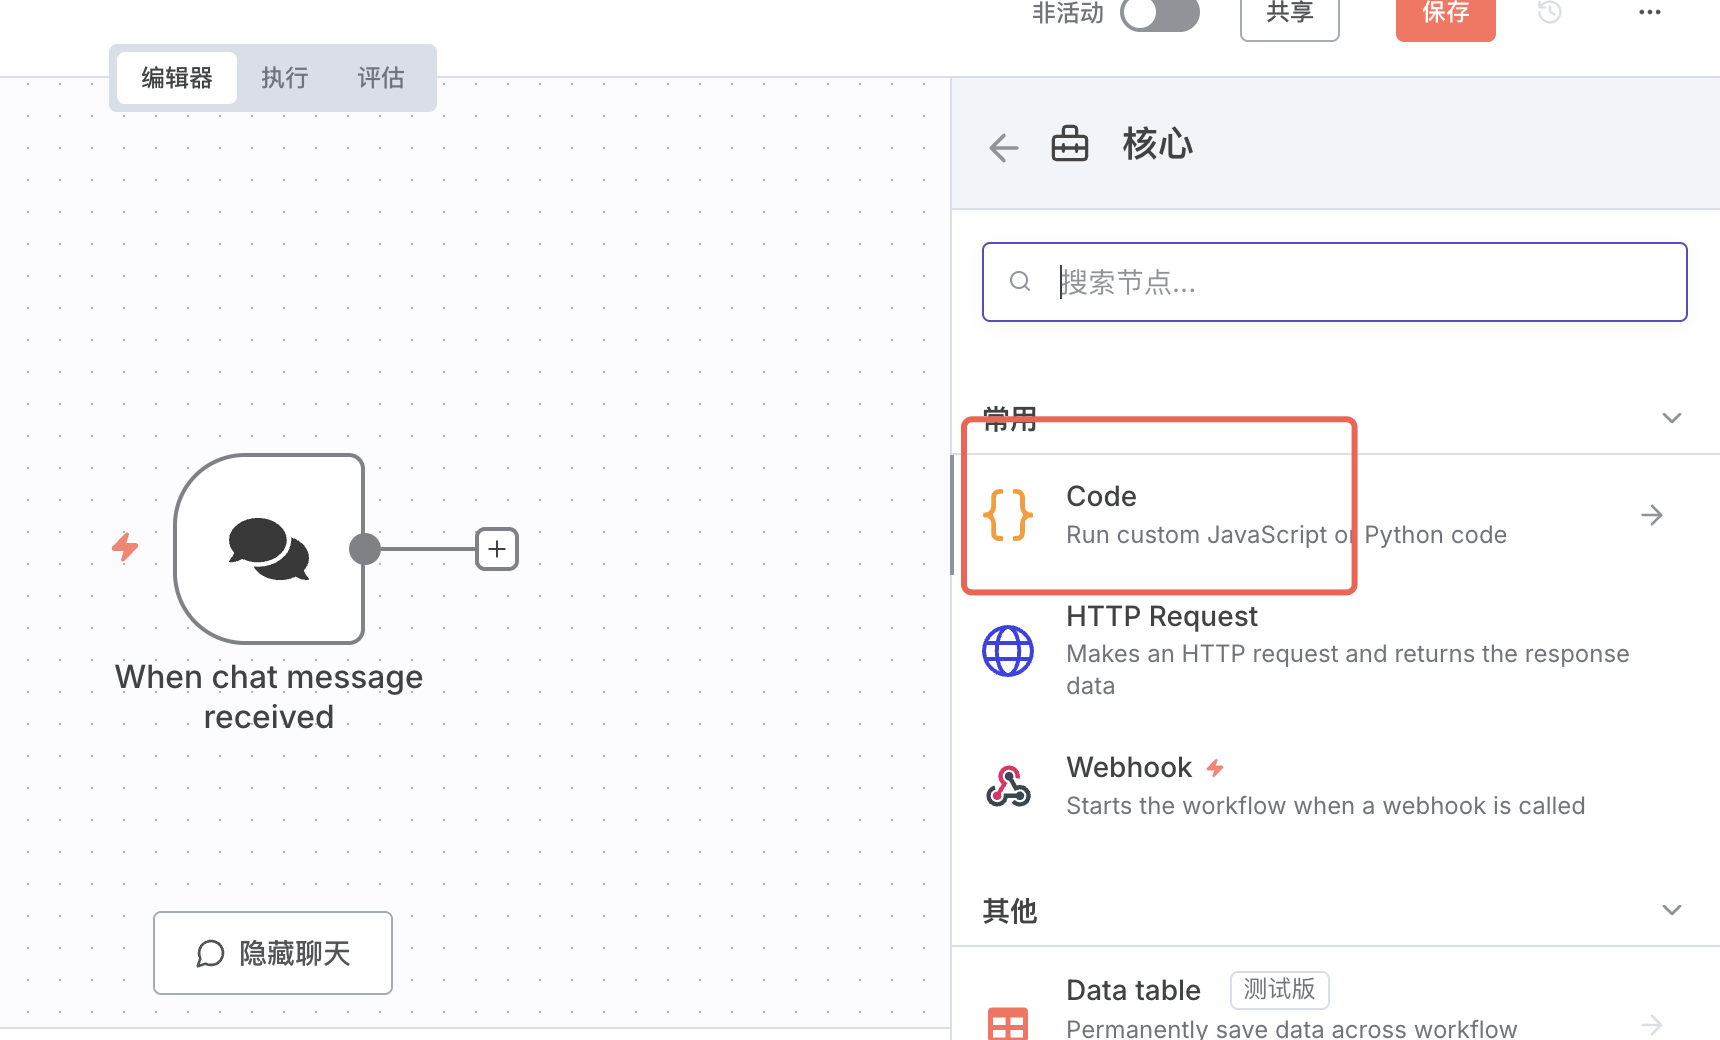 非活动
共享
保存
编辑器
执行
评估
核心
搜索节点...
常用
Code
Run custom JavaScript or Python code
HTTP Request
Makes an HTTP request and returns the response
data
Webhook
Starts the workflow when a webhook is called
When chat message
received
隐藏聊天
其他
Data table
测试版
Permanently save data across workflow